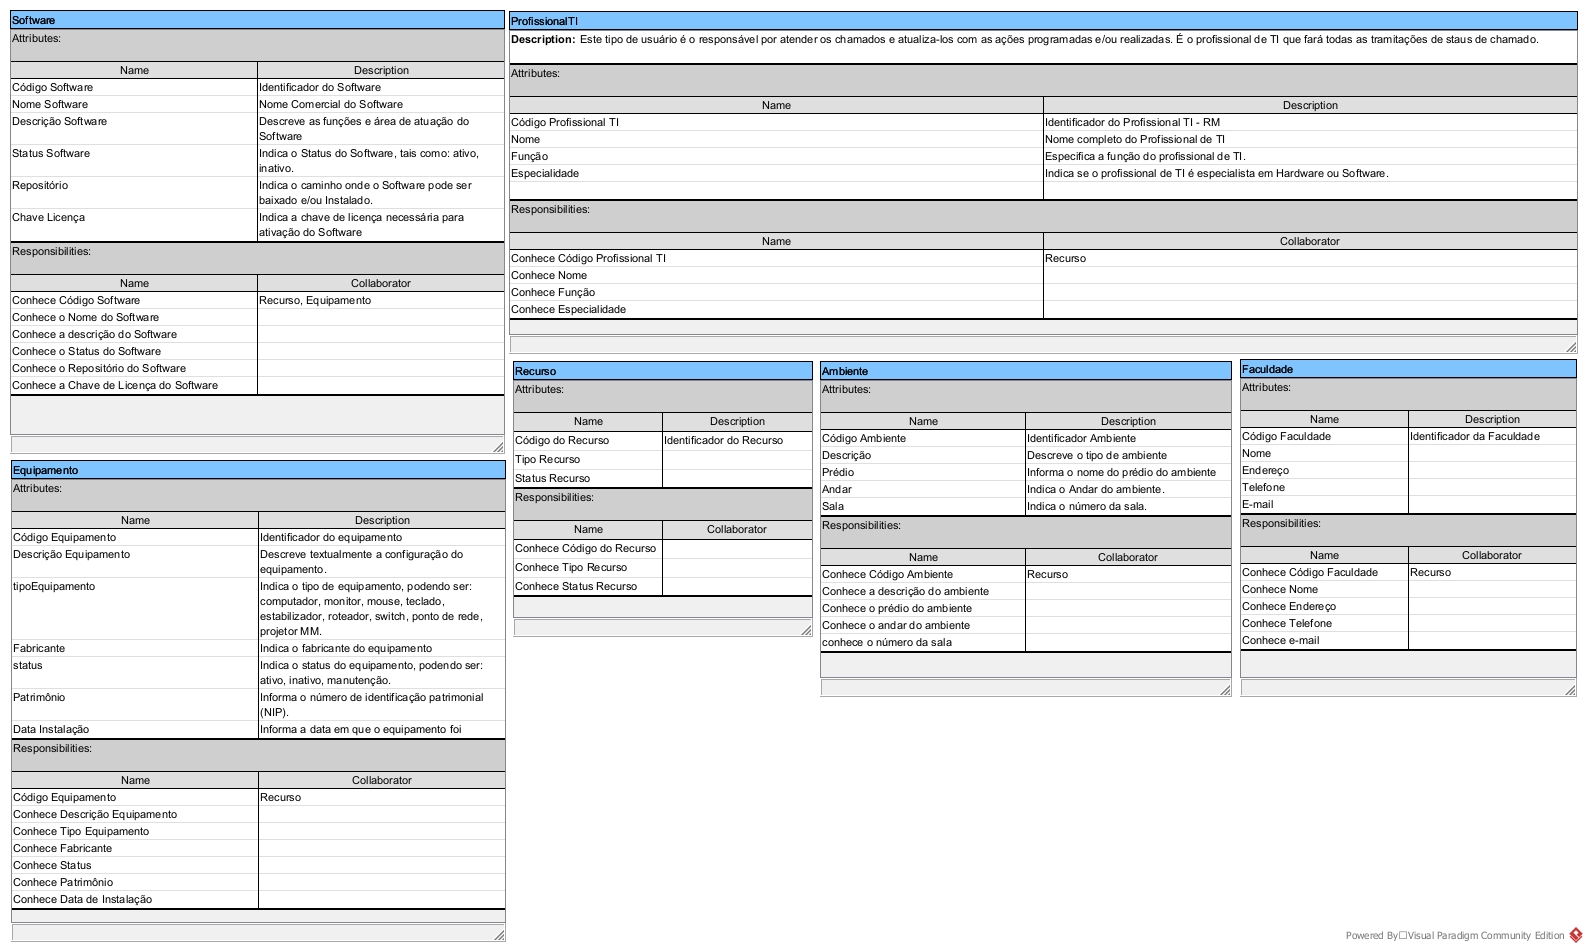 Software
Attributes:
Name Description
Código Software Identificador do Software
Nome Software Nome Comercial do Software
Descrição Software Descreve as funções e área de atuação do
Software
Status Software Indica o Status do Software, tais como: ativo,
inativo.
Repositório Indica o caminho onde o Software pode ser
baixado e/ou Instalado.
Chave Licença Indica a chave de licença necessária para
ativação do Software
Responsibilities:
Name Collaborator
Conhece Código Software Recurso, Equipamento
Conhece o Nome do Software
Conhece a descrição do Software
Conhece o Status do Software
Conhece o Repositório do Software
Conhece a Chave de Licença do Software
ProfissionalTI
Description: Este tipo de usuário é o responsável por atender os chamados e atualiza-los com as ações programadas e/ou realizadas. É o profissional de TI que fará todas as tramitações de staus de chamado.
Attributes:
Name Description
Código Profissional TI Identificador do Profissional TI - RM
Nome Nome completo do Profissional de TI
Função Especifica a função do profissional de TI.
Especialidade Indica se o profissional de TI é especialista em Hardware ou Software.
Responsibilities:
Name Collaborator
Conhece Código Profissional TI Recurso
Conhece Nome
Conhece Função
Conhece Especialidade
Equipamento
Attributes:
Name Description
Código Equipamento Identificador do equipamento
Descrição Equipamento Descreve textualmente a configuração do
equipamento.
tipoEquipamento Indica o tipo de equipamento, podendo ser:
computador, monitor, mouse, teclado,
estabilizador, roteador, switch, ponto de rede,
projetor MM.
Fabricante Indica o fabricante do equipamento
status Indica o status do equipamento, podendo ser:
ativo, inativo, manutenção.
Patrimônio Informa o número de identificação patrimonial
(NIP).
Data Instalação Informa a data em que o equipamento foi
Responsibilities:
Name Collaborator
Código Equipamento Recurso
Conhece Descrição Equipamento
Conhece Tipo Equipamento
Conhece Fabricante
Conhece Status
Conhece Patrimônio
Conhece Data de Instalação
Recurso
Attributes:
Name Description
Código do Recurso Identificador do Recurso
Tipo Recurso
Status Recurso
Responsibilities:
Name Collaborator
Conhece Código do Recurso
Conhece Tipo Recurso
Conhece Status Recurso
Ambiente
Attributes:
Name Description
Código Ambiente Identificador Ambiente
Descrição Descreve o tipo de ambiente
Prédio Informa o nome do prédio do ambiente
Andar Indica o Andar do ambiente.
Sala Indica o número da sala.
Responsibilities:
Name Collaborator
Conhece Código Ambiente Recurso
Conhece a descrição do ambiente
Conhece o prédio do ambiente
Conhece o andar do ambiente
conhece o número da sala
Faculdade
Attributes:
Name Description
Código Faculdade Identificador da Faculdade
Nome
Endereço
Telefone
E-mail
Responsibilities:
Name Collaborator
Conhece Código Faculdade Recurso
Conhece Nome
Conhece Endereço
Conhece Telefone
Conhece e-mail
Powered By□Visual Paradigm Community Edition